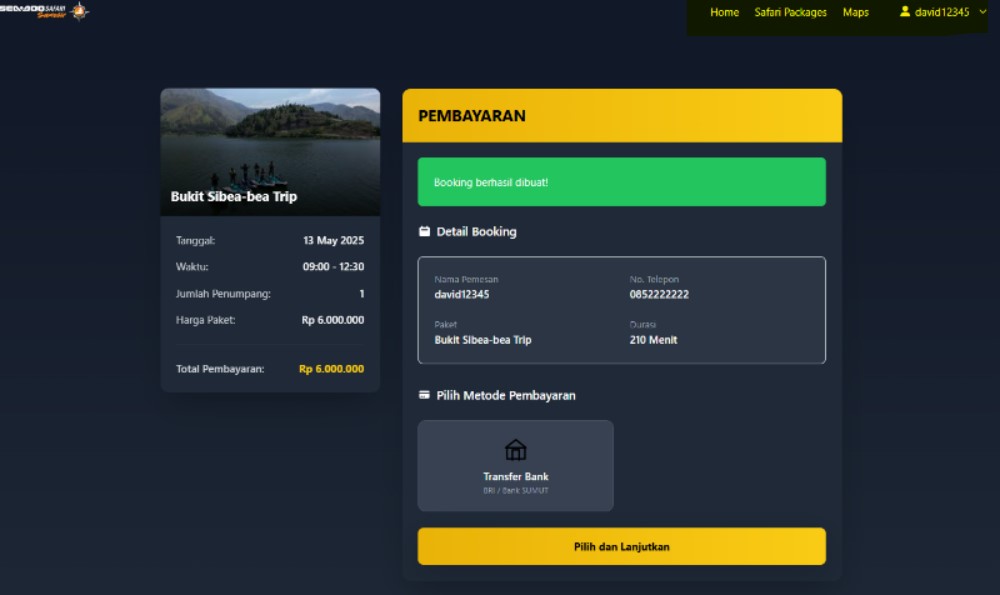 SEADOO SAFARI
Samosir
Home Safari Packages Maps david12345
Bukit Sibea-bea Trip
Tanggal: 13 May 2025
Waktu: 09:00 - 12:30
Jumlah Penumpang: 1
Harga Paket: Rp 6.000.000
Total Pembayaran: Rp 6.000.000
PEMBAYARAN
Booking berhasil dibuat!
Detail Booking
Nama Pemesan No. Telepon
david12345 0852222222
Paket Durasi
Bukit Sibea-bea Trip 210 Menit
Pilih Metode Pembayaran
Transfer Bank
BRI / Bank SUMUT
Pilih dan Lanjutkan